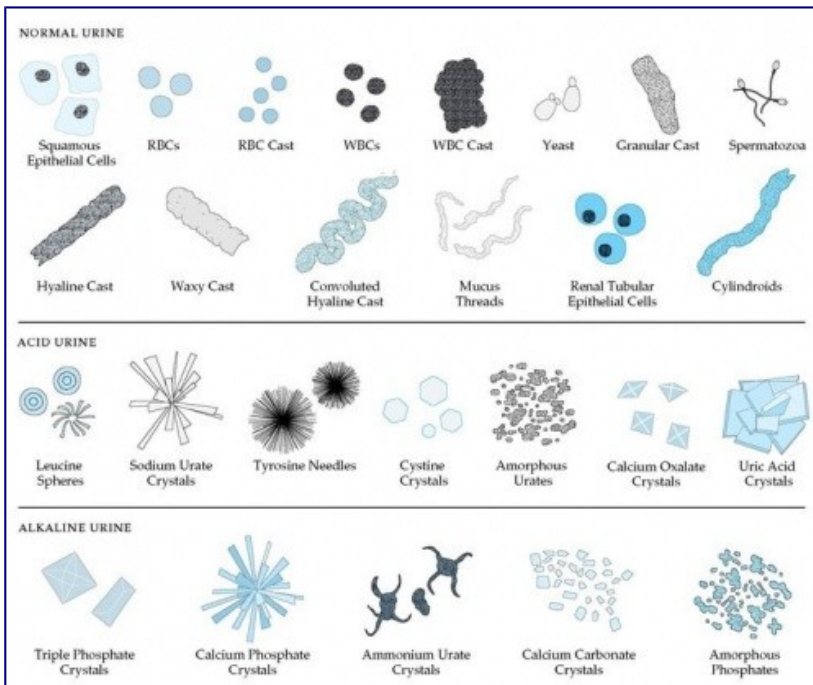 NORMAL URINE
Squamous
Epithelial Cells
RBCs
RBC Cast
WBCs
WBC Cast
Yeast
Granular Cast
Spermatozoa
Hyaline Cast
Waxy Cast
Convoluted
Hyaline Cast
Mucus
Threads
Renal Tubular
Epithelial Cells
Cylindroids
ACID URINE
Leucine
Spheres
Sodium Urate
Crystals
Tyrosine Needles
Cystine
Crystals
Amorphous
Urates
Calcium Oxalate
Crystals
Uric Acid
Crystals
ALKALINE URINE
Triple Phosphate
Crystals
Calcium Phosphate
Crystals
Ammonium Urate
Crystals
Calcium Carbonate
Crystals
Amorphous
Phosphates